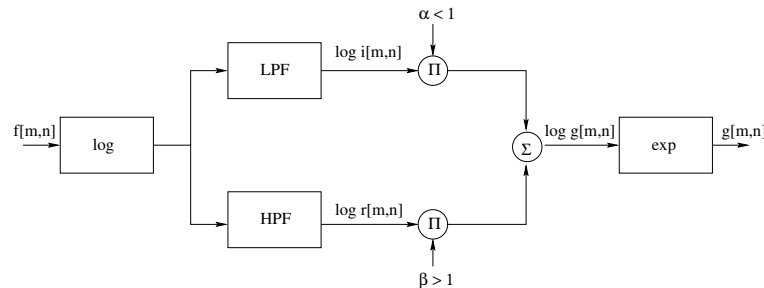 α < 1
LPF
log i[m,n]
Π
f[m,n]
log
Σ
log g[m,n]
exp
g[m,n]
HPF
log r[m,n]
Π
β > 1